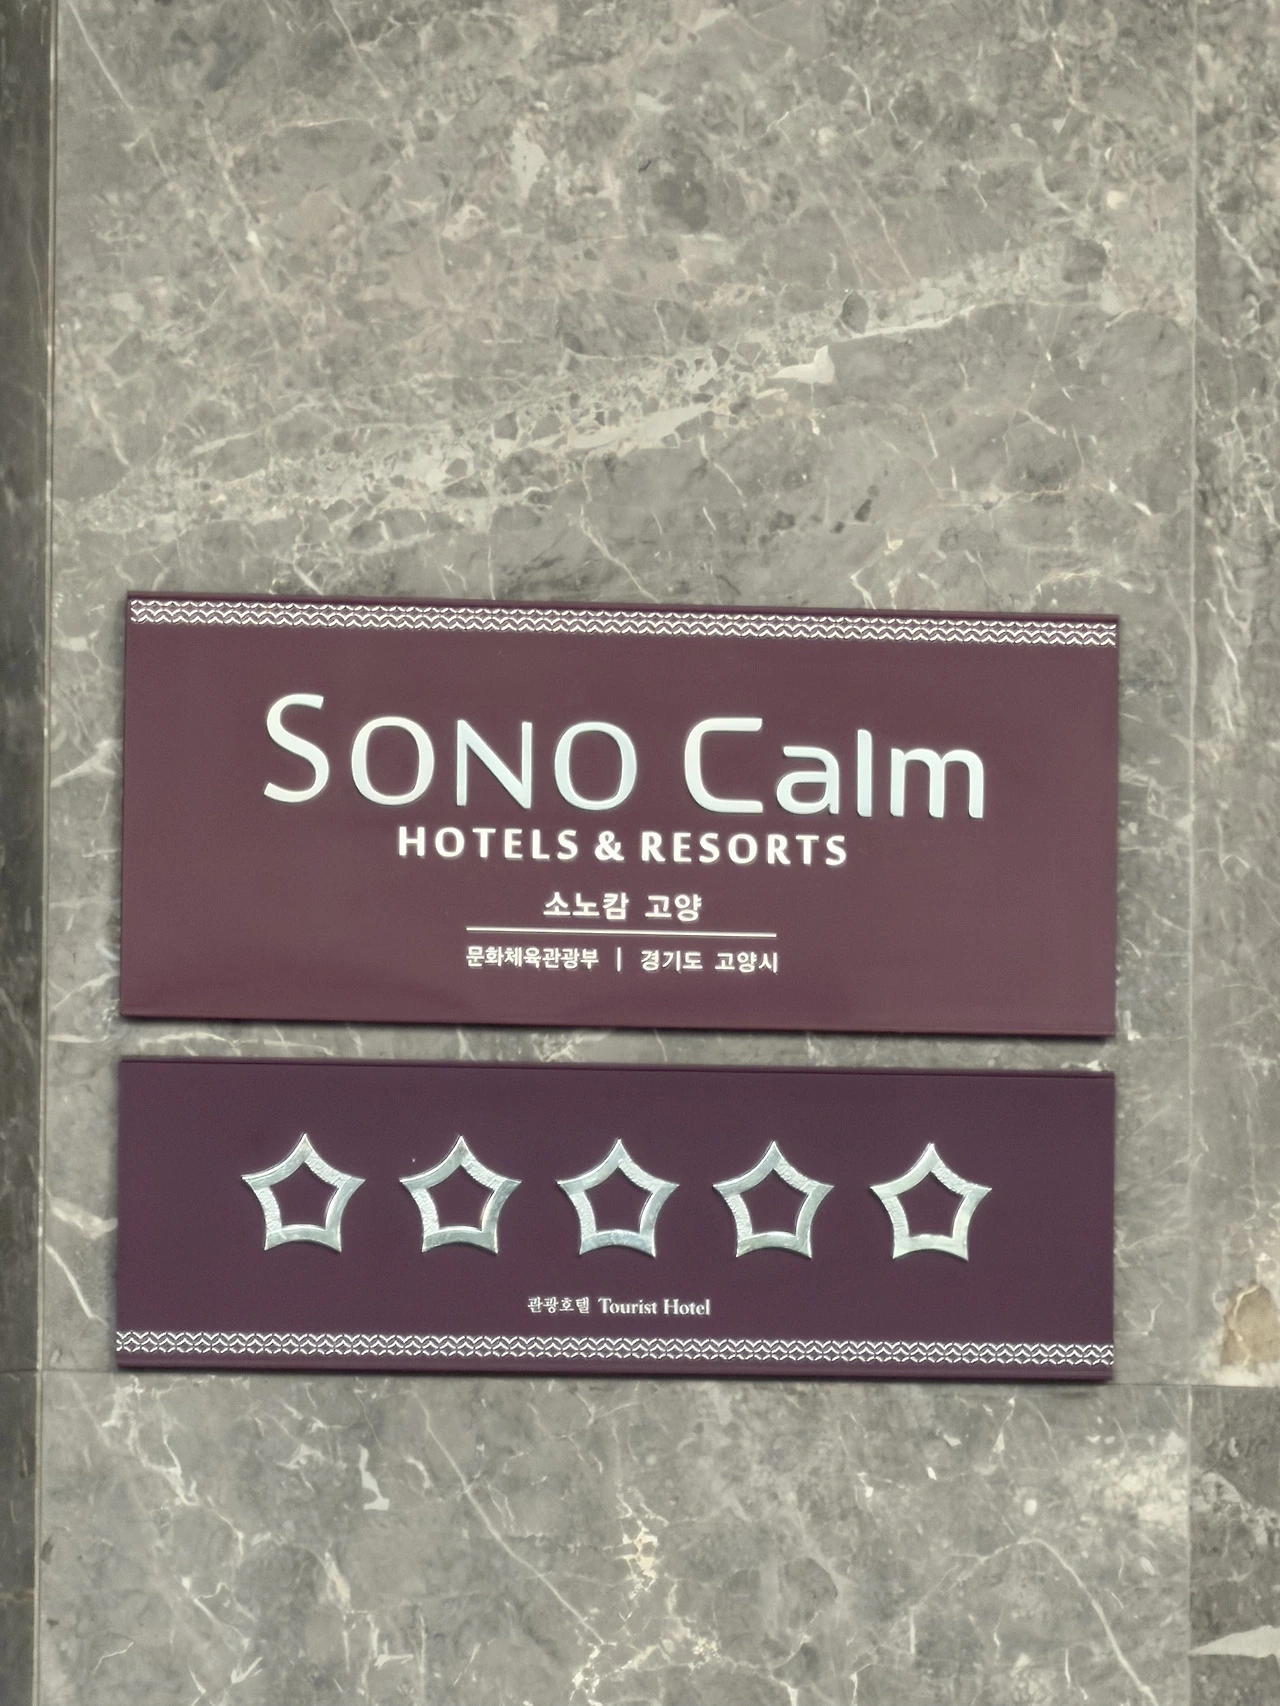 SONO Calm
HOTELS & RESORTS
소노캄 고양
문화체육관광부 | 경기도 고양시
관광호텔 Tourist Hotel